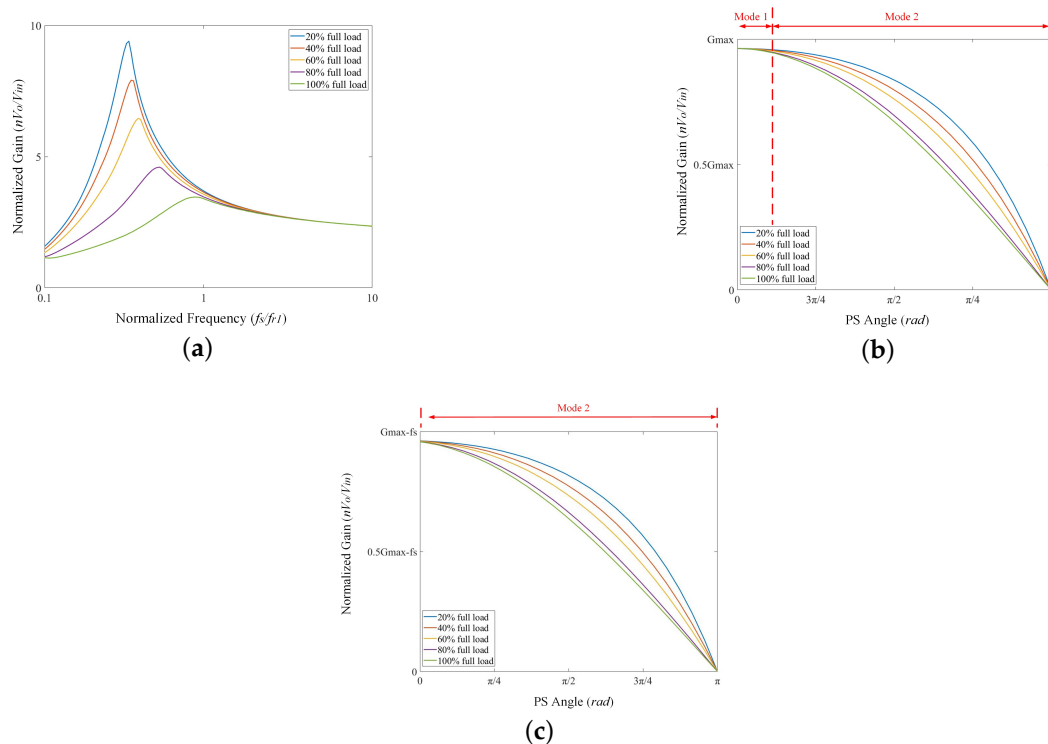 10
5
0
0.1
1
10
Normalized Gain (nVo/Vin)
Normalized Frequency (fs/fr1)
20% full load
40% full load
60% full load
80% full load
100% full load
(a)
Mode 1
Mode 2
Gmax
0.5Gmax
0
0
3π/4
π/2
π/4
Normalized Gain (nVo/Vin)
PS Angle (rad)
20% full load
40% full load
60% full load
80% full load
100% full load
(b)
Mode 2
Gmax-fs
0.5Gmax-fs
0
0
π/4
π/2
3π/4
π
Normalized Gain (nVo/Vin)
PS Angle (rad)
20% full load
40% full load
60% full load
80% full load
100% full load
(c)